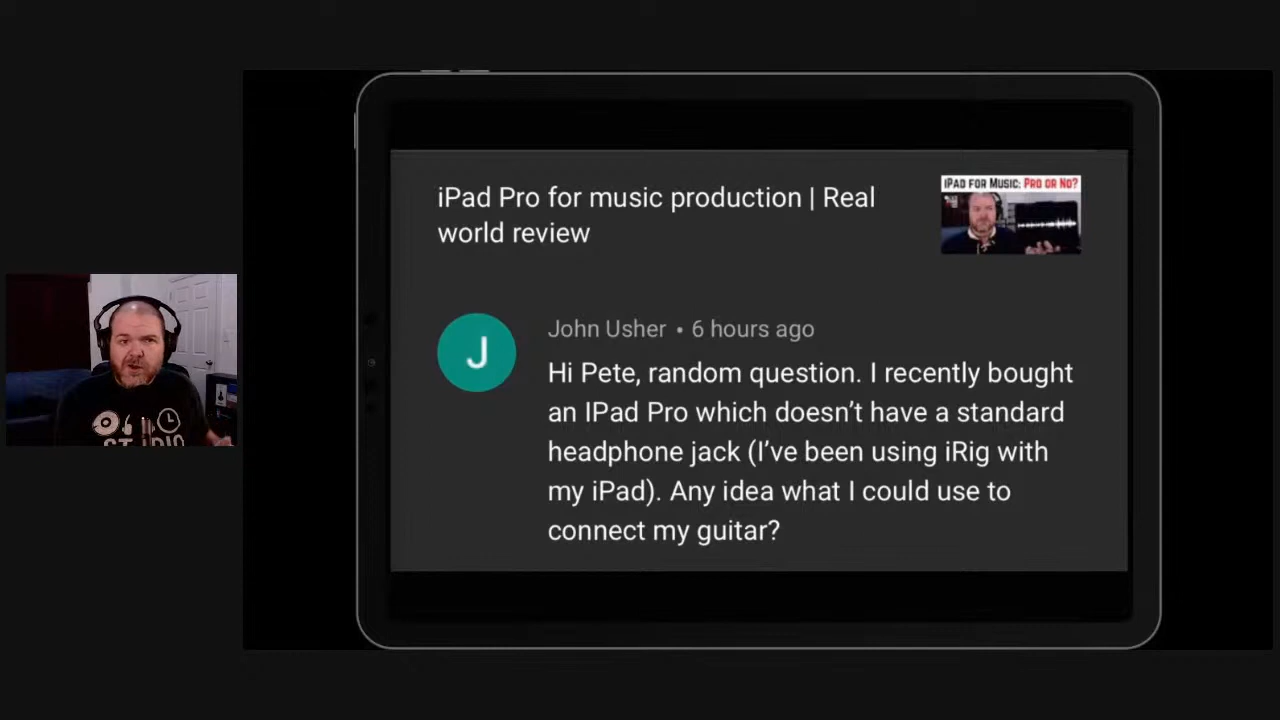 iPad Pro for music production | Real
world review
iPAD FOR MUSIC: PRO OR NO?
John Usher • 6 hours ago
J
Hi Pete, random question. I recently bought
an IPad Pro which doesn’t have a standard
headphone jack (I’ve been using iRig with
my iPad). Any idea what I could use to
connect my guitar?
STUDIO